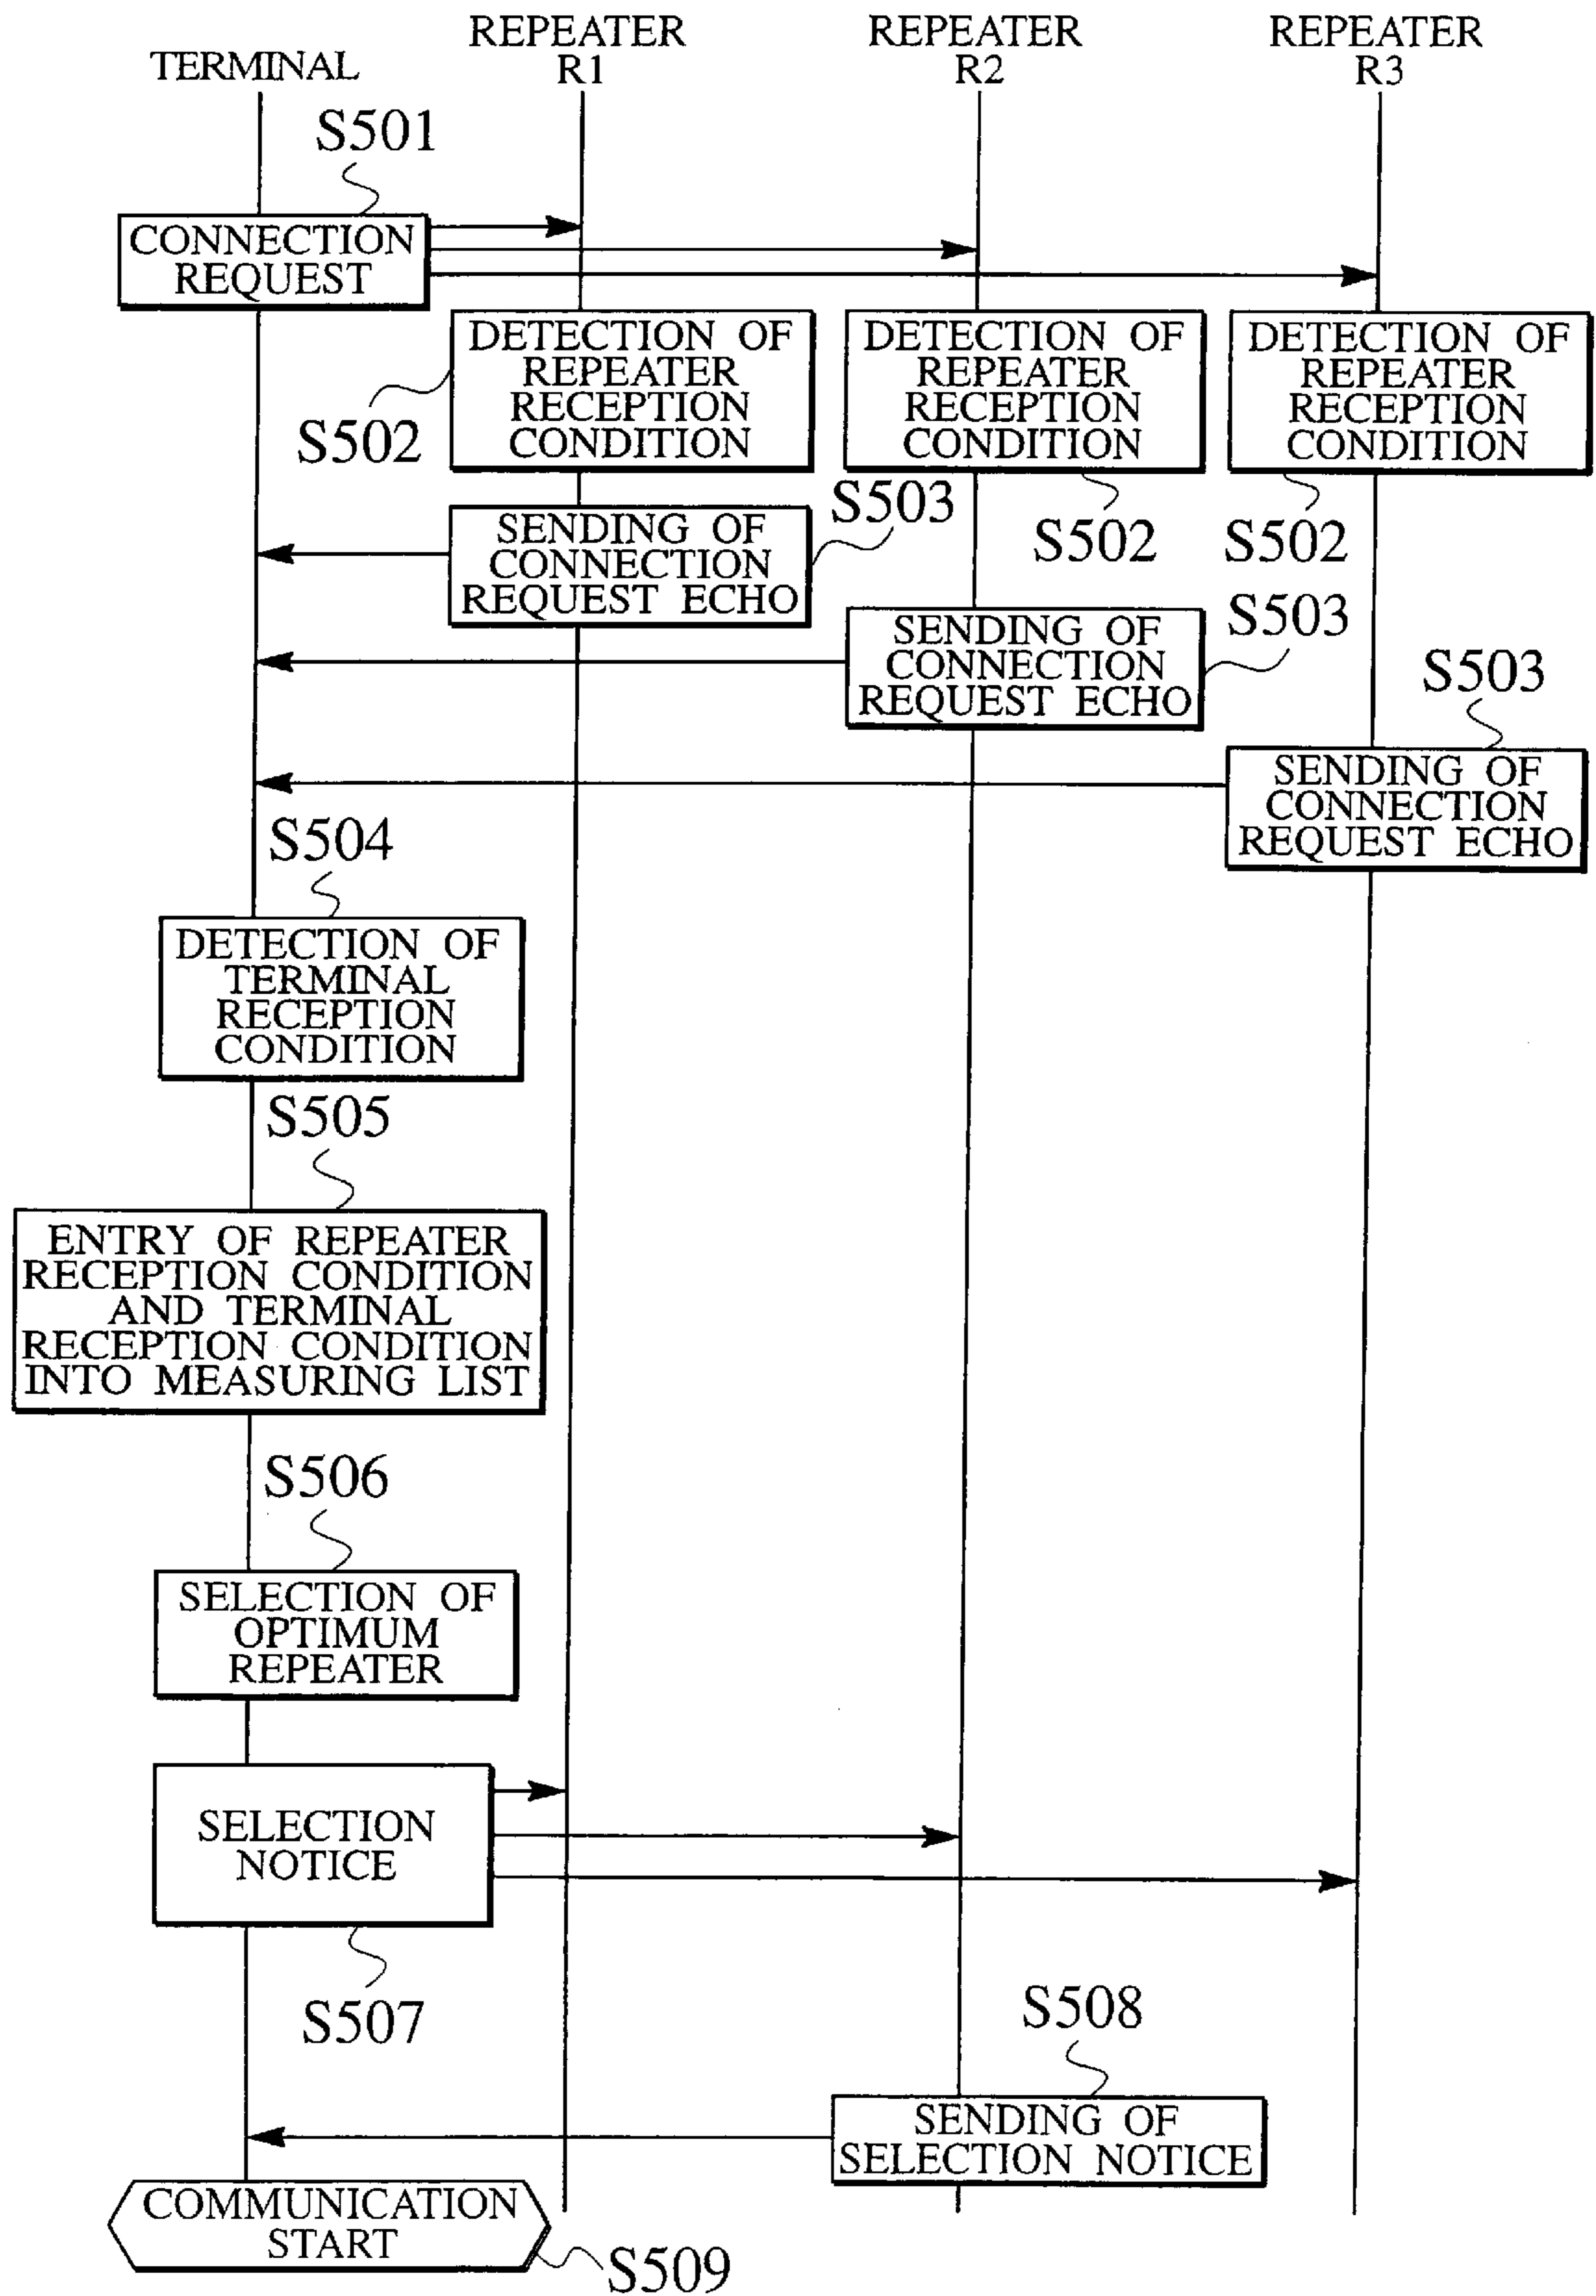 TERMINAL
REPEATER
R1
REPEATER
R2
REPEATER
R3
S501
CONNECTION
REQUEST
DETECTION OF
REPEATER
RECEPTION
CONDITION
S502
DETECTION OF
REPEATER
RECEPTION
CONDITION
S502
DETECTION OF
REPEATER
RECEPTION
CONDITION
S502
SENDING OF
CONNECTION
REQUEST ECHO
S503
SENDING OF
CONNECTION
REQUEST ECHO
S503
SENDING OF
CONNECTION
REQUEST ECHO
S503
S504
DETECTION OF
TERMINAL
RECEPTION
CONDITION
S505
ENTRY OF REPEATER
RECEPTION CONDITION
AND TERMINAL
RECEPTION CONDITION
INTO MEASURING LIST
S506
SELECTION OF
OPTIMUM
REPEATER
SELECTION
NOTICE
S507
S508
SENDING OF
SELECTION NOTICE
COMMUNICATION
START
S509